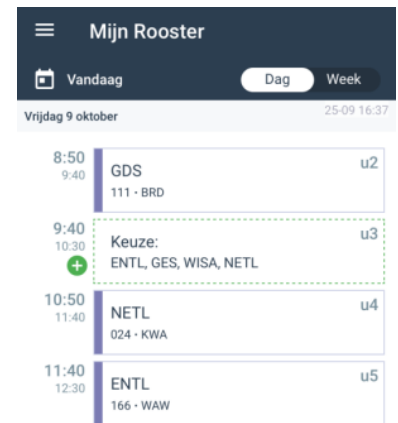 Mijn Rooster
Vandaag Dag Week
Vrijdag 9 oktober 25-09 16:37
8:50 GDS u2
9:40 111 · BRD
9:40 Keuze: u3
10:30 ENTL, GES, WISA, NETL
10:50 NETL u4
11:40 024 · KWA
11:40 ENTL u5
12:30 166 · WAW